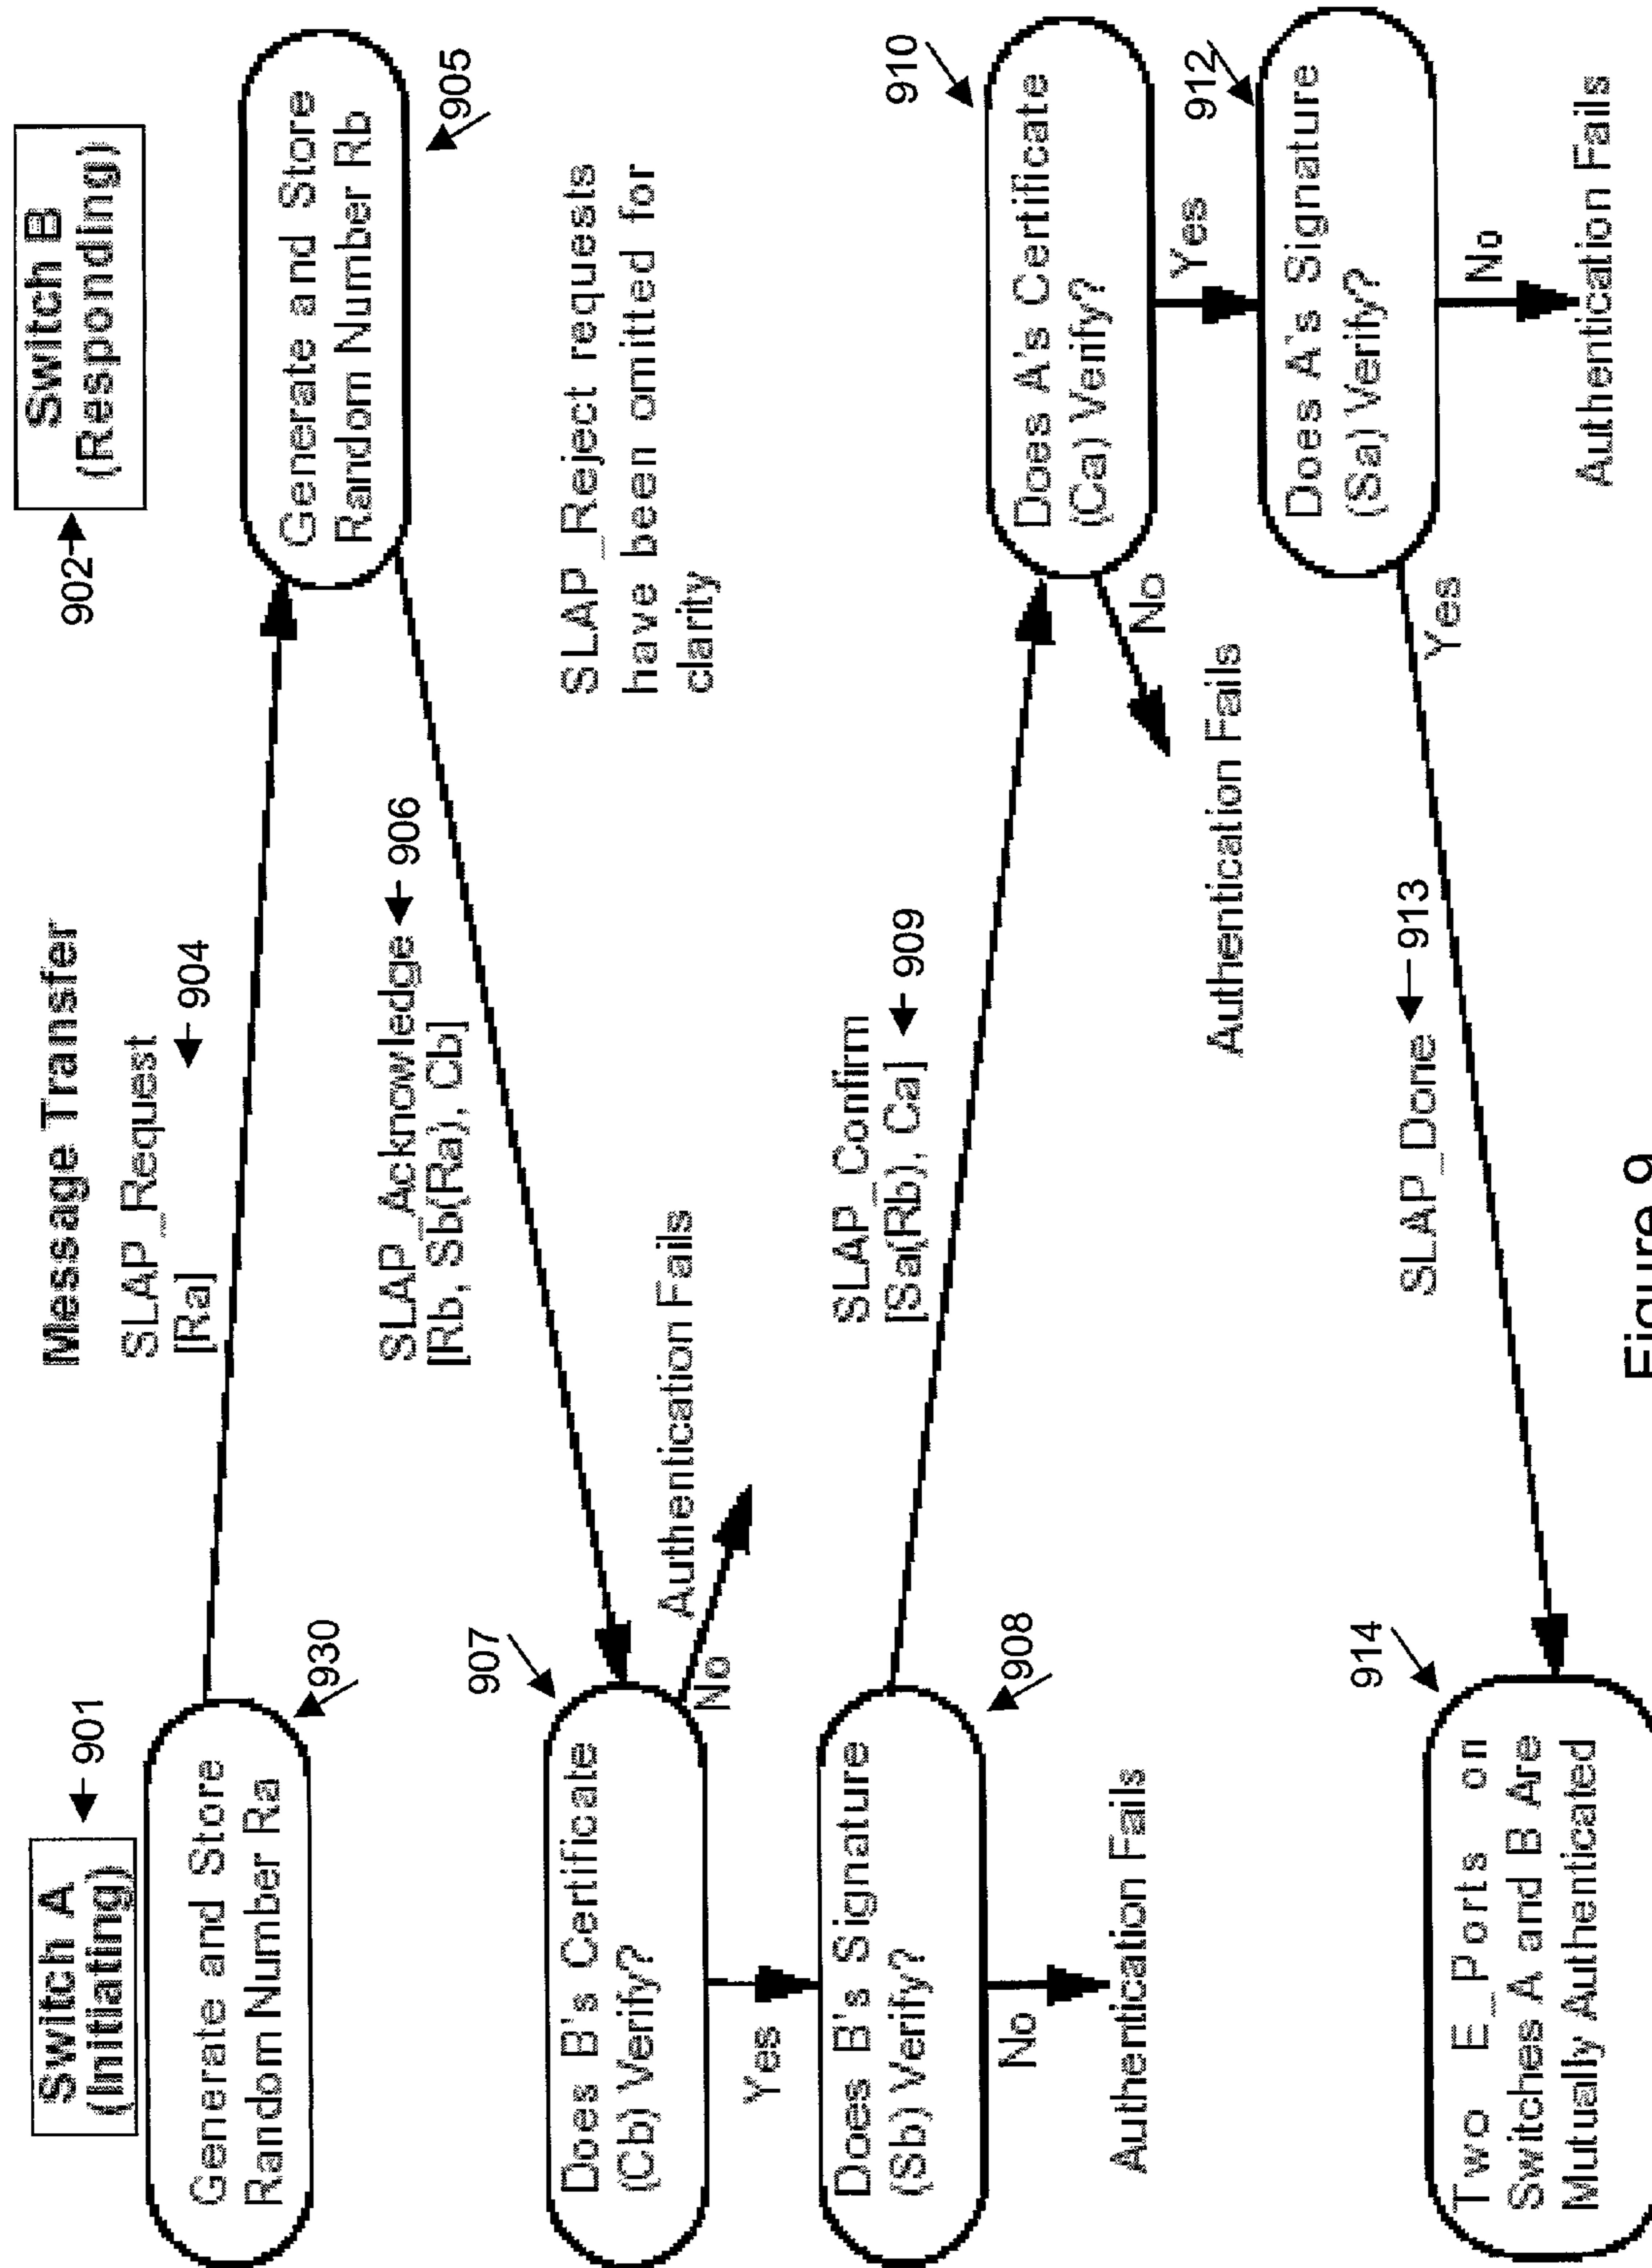 Switch A
(Initiating)
901
Message Transfer
902
Switch B
(Responding)
Generate and Store
Random Number Ra
930
SLAP_Request
[Ra]
904
Generate and Store
Random Number Rb
905
SLAP_Acknowledge
[Rb, Sb(Ra), Cb]
906
SLAP_Reject requests
have been omitted for
clarity
907
Does B's Certificate
(Cb) Verify?
No
Authentication Fails
Yes
Does B's Signature
(Sb) Verify?
908
No
Authentication Fails
SLAP_Confirm
[Sa(Rb), Ca]
909
910
Does A's Certificate
(Ca) Verify?
No
Authentication Fails
Yes
912
Does A's Signature
(Sa) Verify?
No
Authentication Fails
Yes
SLAP_Done
913
914
Two E_Ports on
Switches A and B Are
Mutually Authenticated
Figure 9